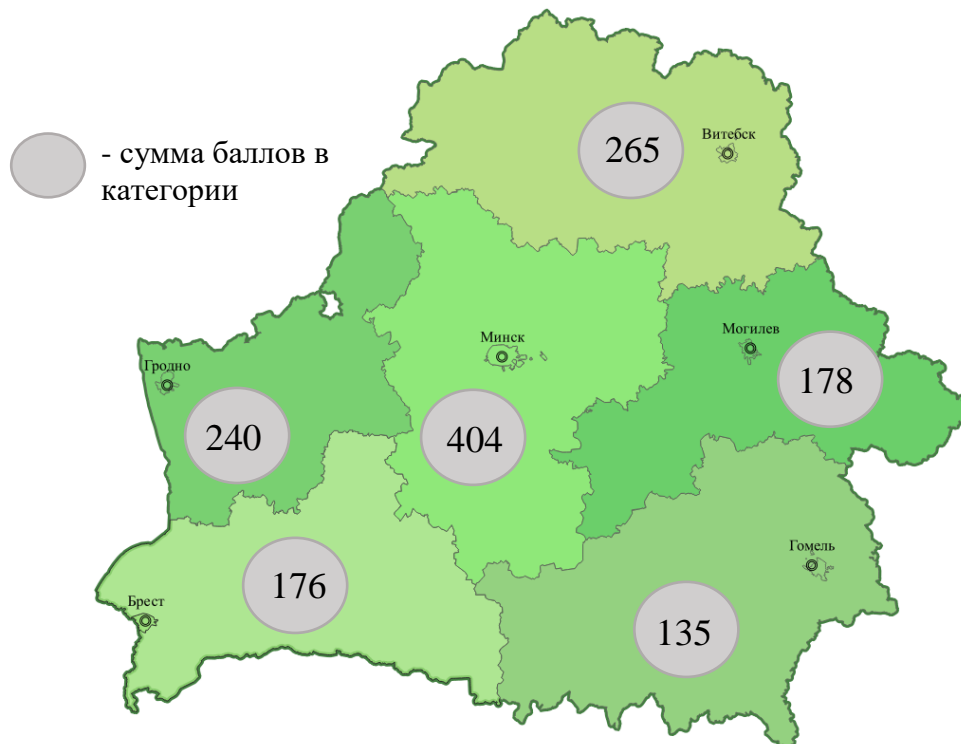 - сумма баллов в
категории
265
Витебск
Минск
Могилев
Гродно
178
240
404
Гомель
176
Брест
135